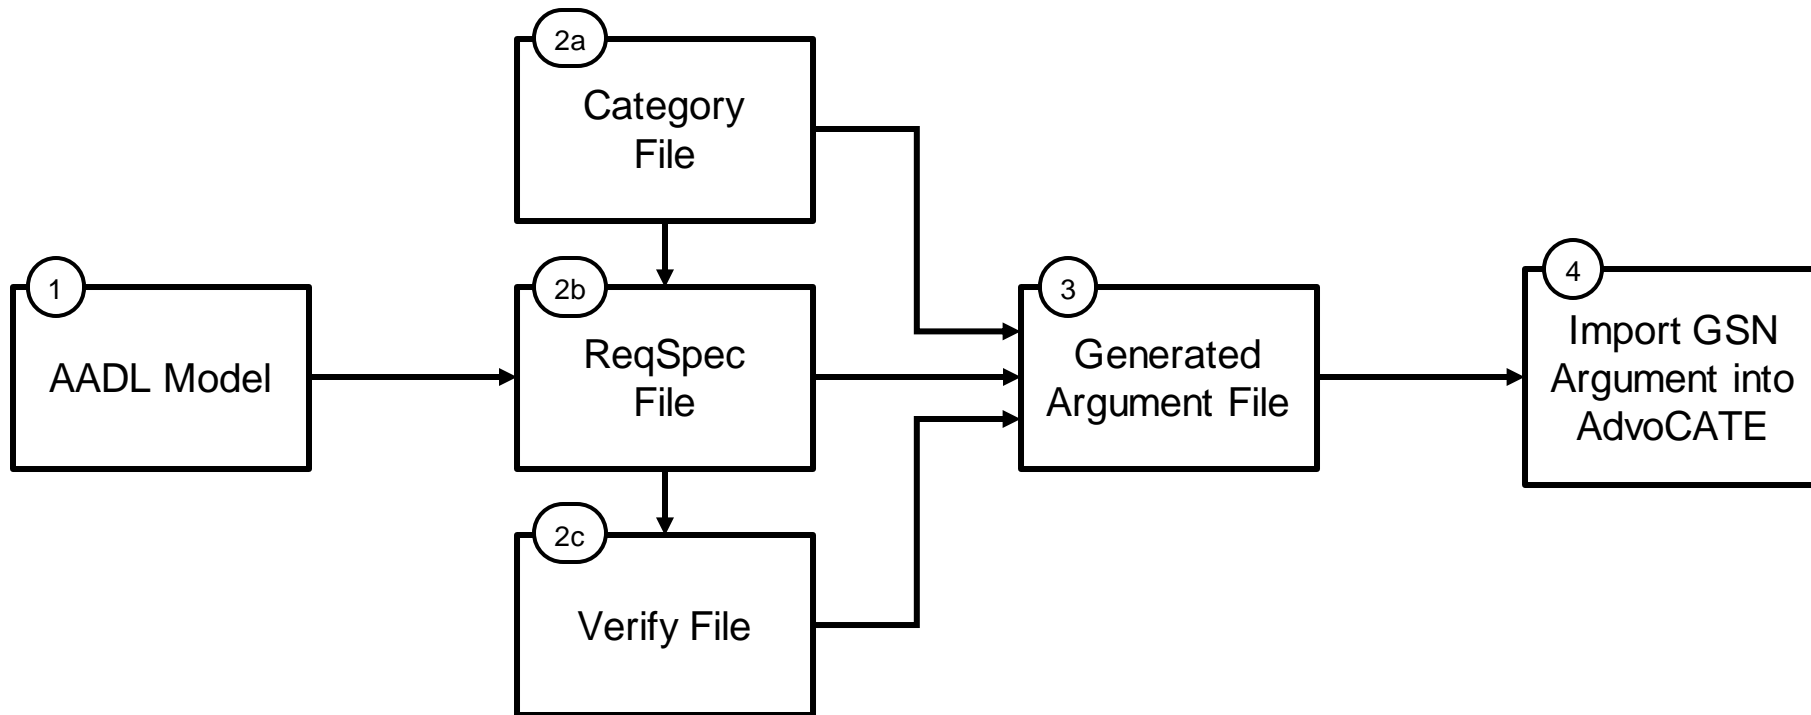 2a
Category
File
1
AADL Model
2b
ReqSpec
File
2c
Verify File
3
Generated
Argument File
4
Import GSN
Argument into
AdvoCATE